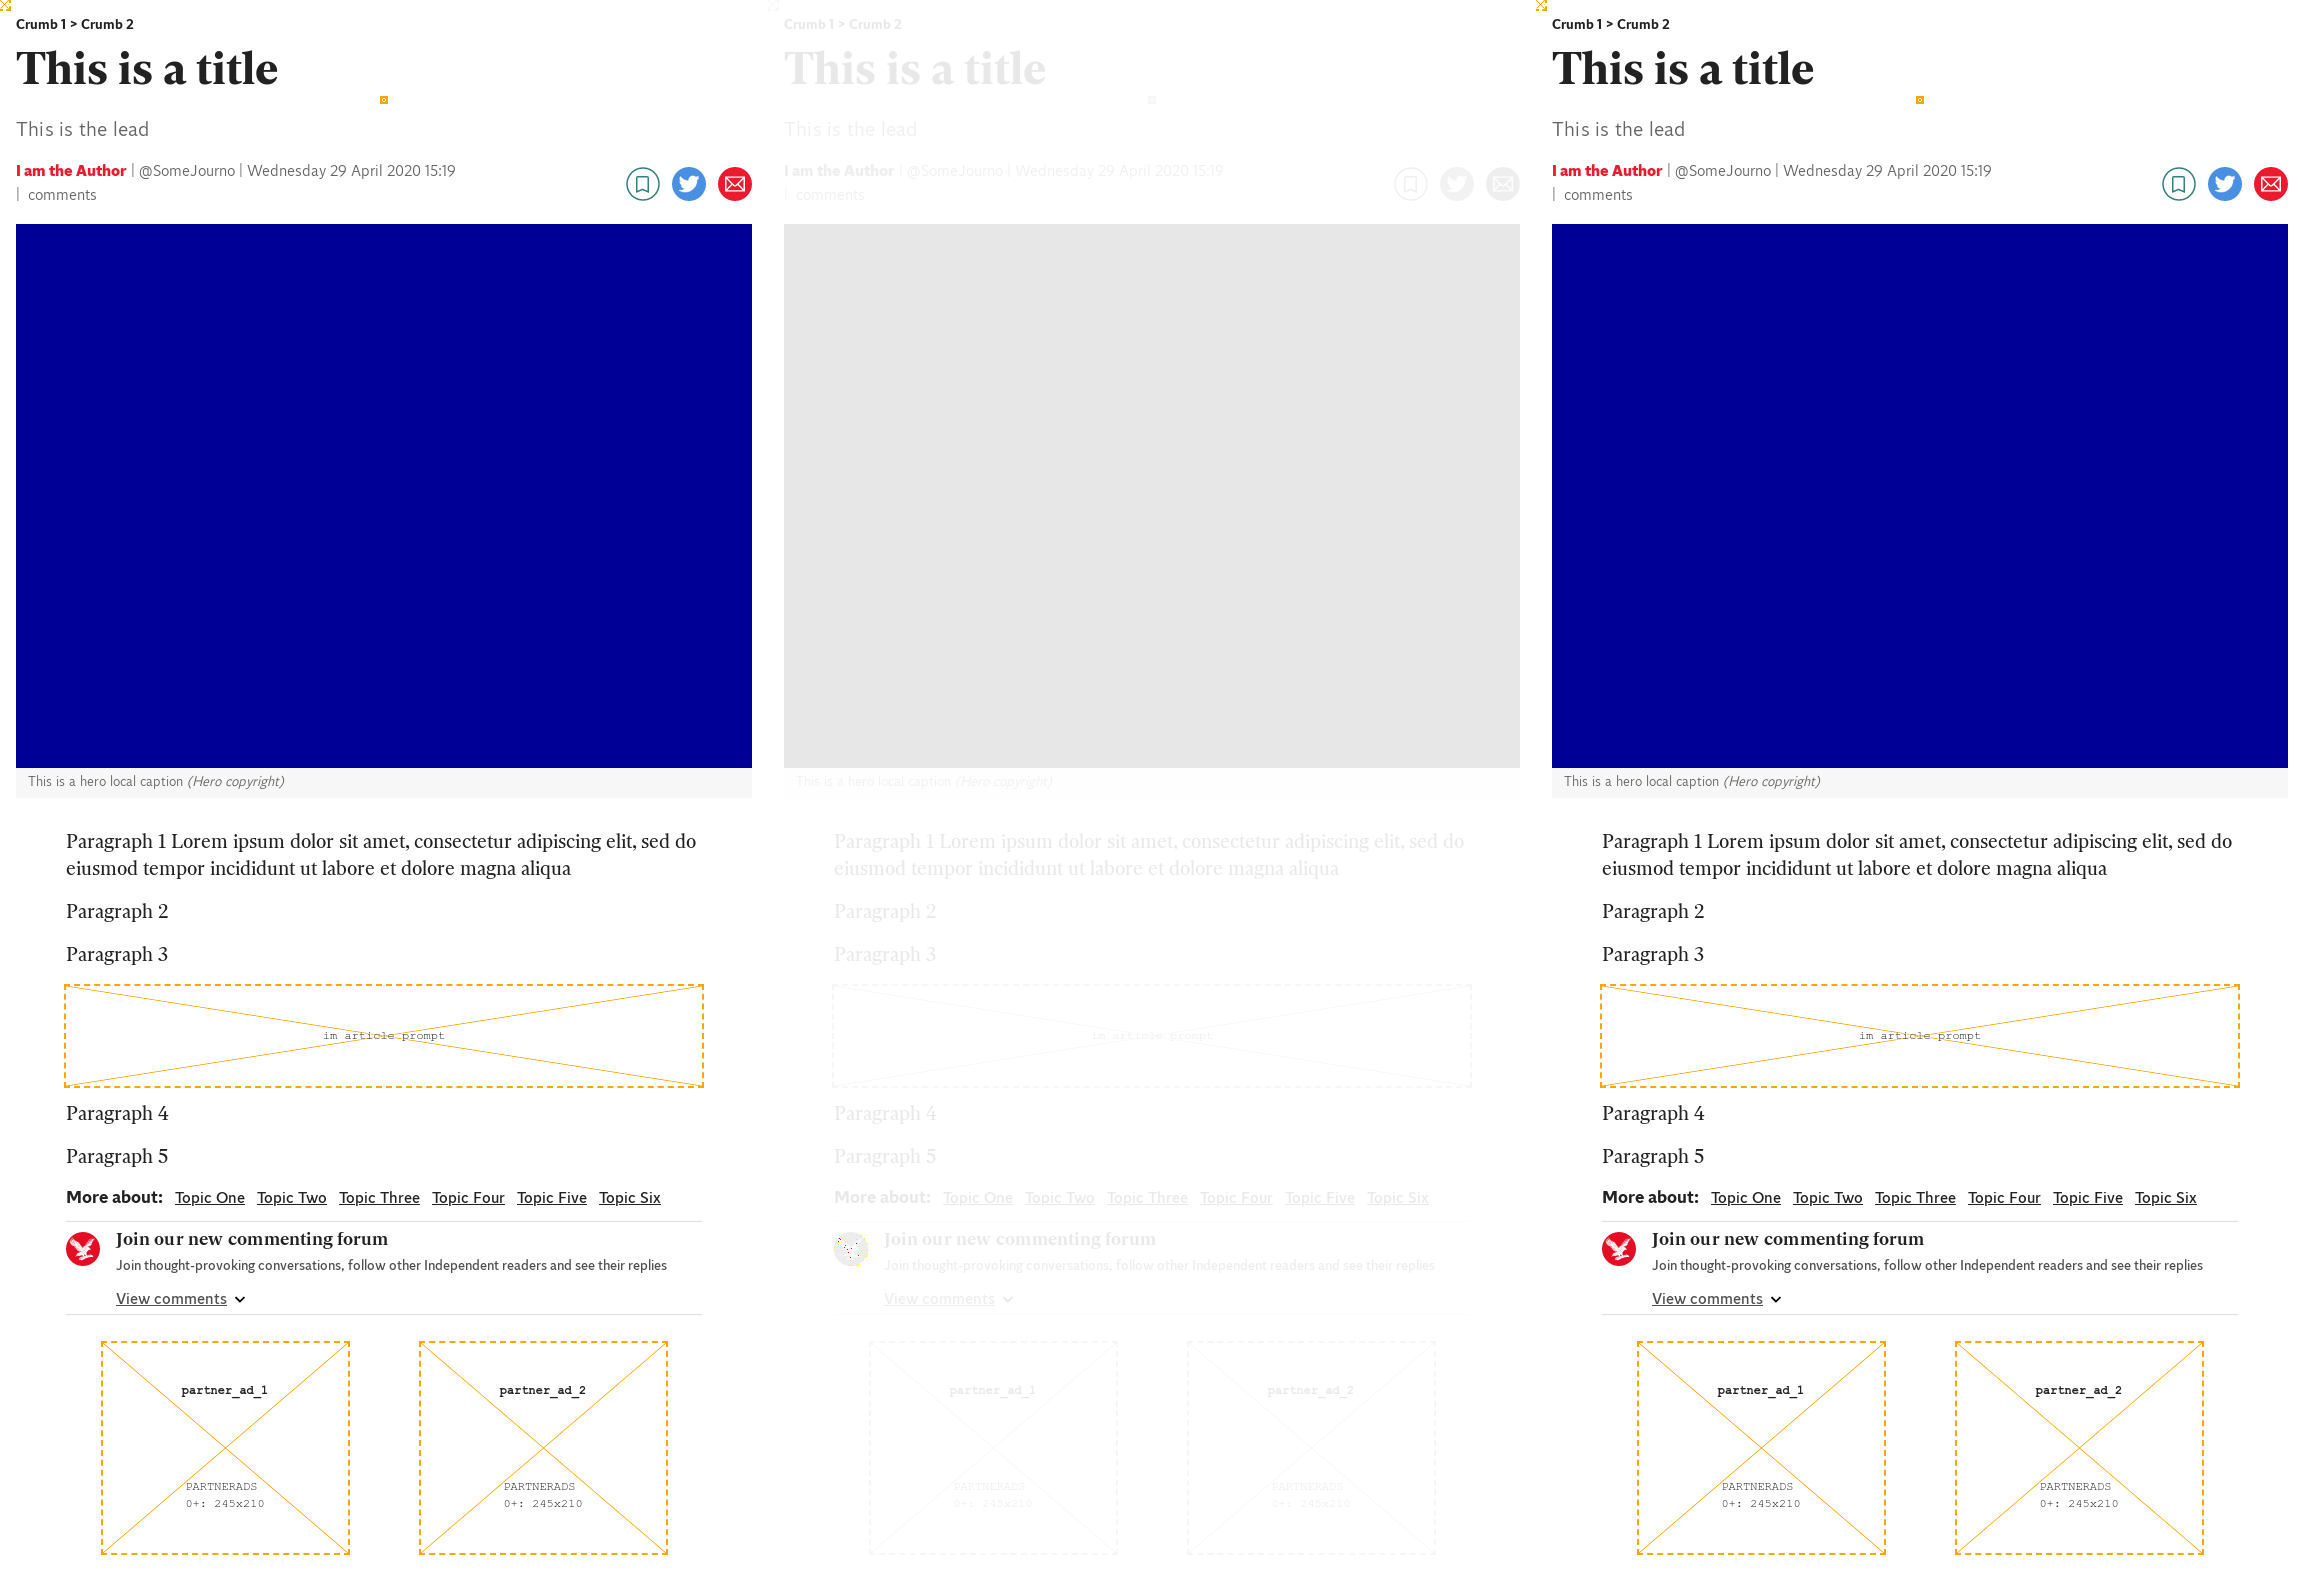 Crumb 1 > Crumb 2
This is a title
This is the lead
I am the Author | @SomeJourno | Wednesday 29 April 2020 15:19
| comments
This is a hero local caption (Hero copyright)
Paragraph 1 Lorem ipsum dolor sit amet, consectetur adipiscing elit, sed do
eiusmod tempor incididunt ut labore et dolore magna aliqua
Paragraph 2
Paragraph 3
im article prompt
Paragraph 4
Paragraph 5
More about: Topic One Topic Two Topic Three Topic Four Topic Five Topic Six
Join our new commenting forum
Join thought-provoking conversations, follow other Independent readers and see their replies
View comments
partner_ad_1 partner_ad_2
PARTNERADS PARTNERADS
0+: 245x210 0+: 245x210
Crumb 1 > Crumb 2
This is a title
This is the lead
I am the Author | @SomeJourno | Wednesday 29 April 2020 15:19
| comments
This is a hero local caption (Hero copyright)
Paragraph 1 Lorem ipsum dolor sit amet, consectetur adipiscing elit, sed do
eiusmod tempor incididunt ut labore et dolore magna aliqua
Paragraph 2
Paragraph 3
im article prompt
Paragraph 4
Paragraph 5
More about: Topic One Topic Two Topic Three Topic Four Topic Five Topic Six
Join our new commenting forum
Join thought-provoking conversations, follow other Independent readers and see their replies
View comments
partner_ad_1 partner_ad_2
PARTNERADS PARTNERADS
0+: 245x210 0+: 245x210
Crumb 1 > Crumb 2
This is a title
This is the lead
I am the Author | @SomeJourno | Wednesday 29 April 2020 15:19
| comments
This is a hero local caption (Hero copyright)
Paragraph 1 Lorem ipsum dolor sit amet, consectetur adipiscing elit, sed do
eiusmod tempor incididunt ut labore et dolore magna aliqua
Paragraph 2
Paragraph 3
im article prompt
Paragraph 4
Paragraph 5
More about: Topic One Topic Two Topic Three Topic Four Topic Five Topic Six
Join our new commenting forum
Join thought-provoking conversations, follow other Independent readers and see their replies
View comments
partner_ad_1 partner_ad_2
PARTNERADS PARTNERADS
0+: 245x210 0+: 245x210